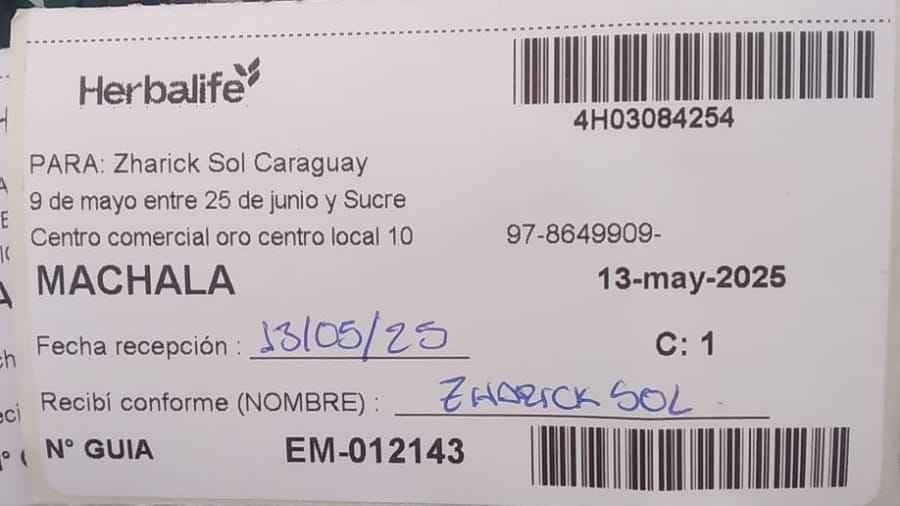 Herbalife
4H03084254
PARA: Zharick Sol Caraguay
9 de mayo entre 25 de junio y Sucre
Centro comercial oro centro local 10 97-8649909-
MACHALA 13-may-2025
Fecha recepción : 13/05/25 C: 1
Recibí conforme (NOMBRE) : ZHARICK SOL
N° GUIA EM-012143